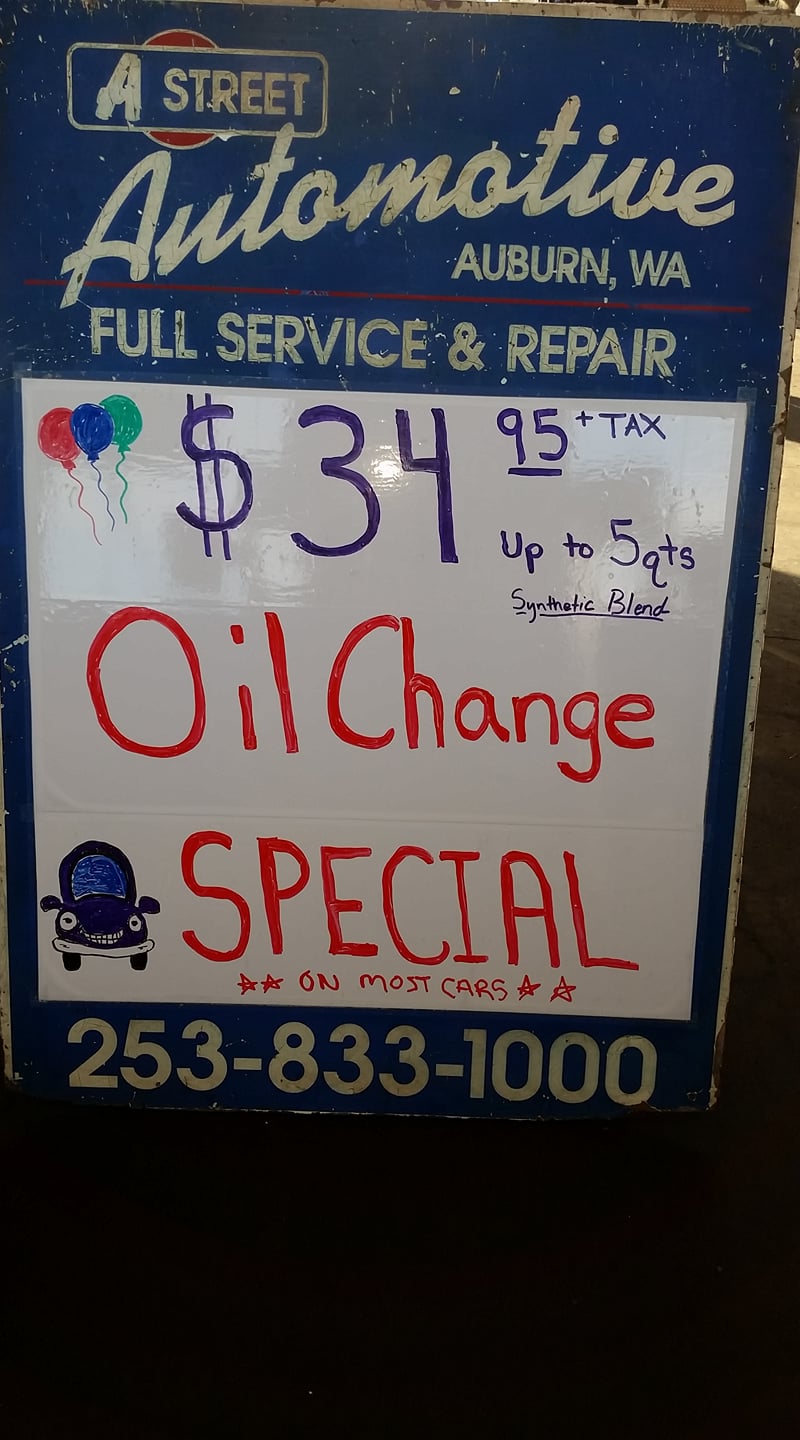 A STREET
Automotive
AUBURN, WA
FULL SERVICE & REPAIR
$34 95 + TAX
Up to 5qts
Synthetic Blend
Oil Change
SPECIAL
☆☆ ON MOST CARS ☆☆
253-833-1000